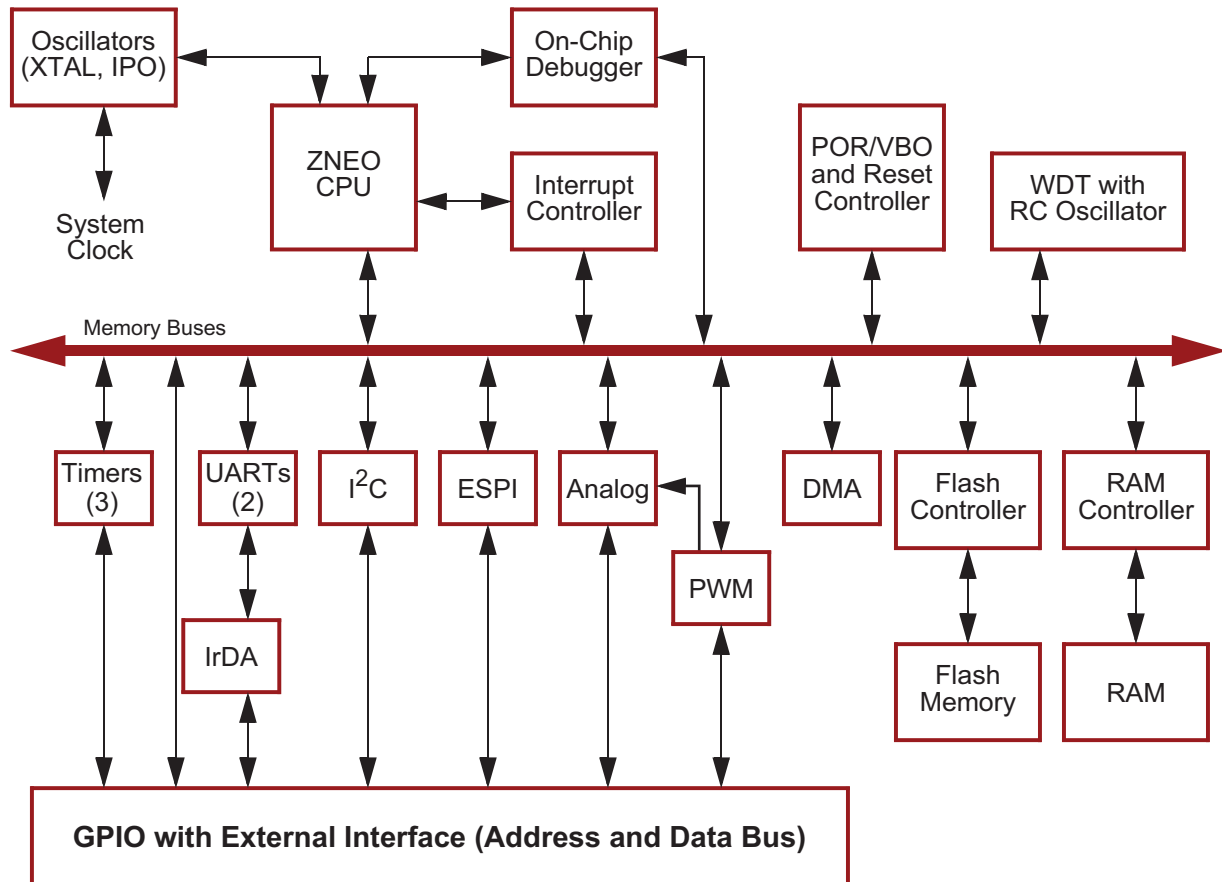 Oscillators
(XTAL, IPO)
On-Chip
Debugger
ZNEO
CPU
Interrupt
Controller
POR/VBO
and Reset
Controller
WDT with
RC Oscillator
System
Clock
Memory Buses
Timers
(3)
UARTs
(2)
I²C
ESPI
Analog
DMA
Flash
Controller
RAM
Controller
PWM
IrDA
Flash
Memory
RAM
GPIO with External Interface (Address and Data Bus)